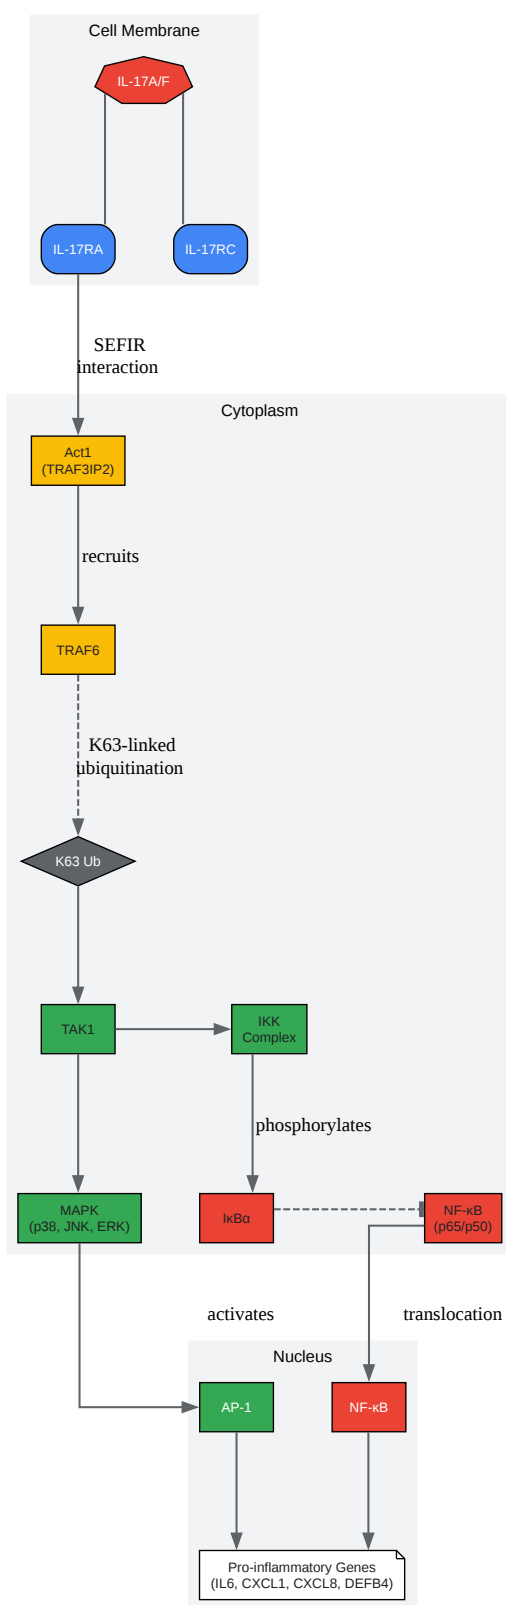 Cell Membrane
IL-17A/F
IL-17RA
IL-17RC
SEFIR
interaction
Cytoplasm
Act1
(TRAF3IP2)
recruits
TRAF6
K63-linked
ubiquitination
K63 Ub
TAK1
IKK
Complex
phosphorylates
MAPK
(p38, JNK, ERK)
IκBα
NF-κB
(p65/p50)
activates
translocation
Nucleus
AP-1
NF-κB
Pro-inflammatory Genes
(IL6, CXCL1, CXCL8, DEFB4)